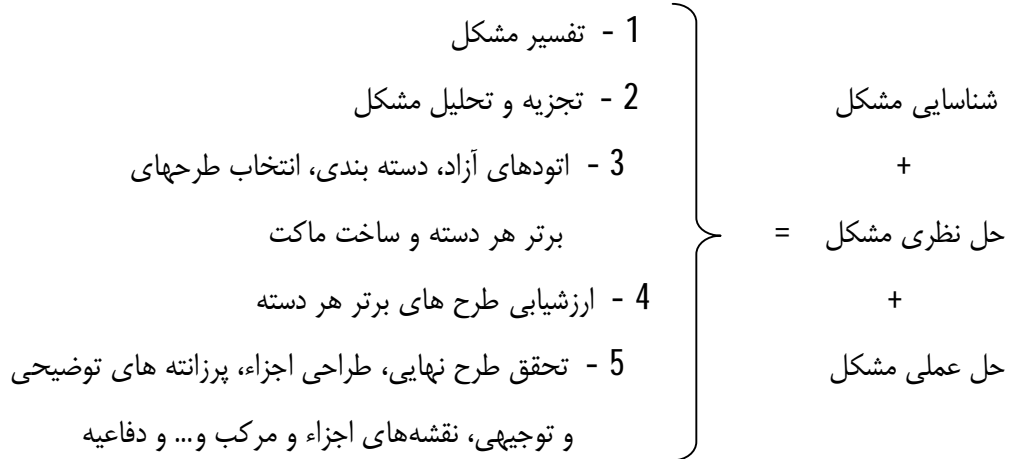 1 - تفسیر مشکل
شناسایی مشکل 2 - تجزیه و تحلیل مشکل
+ 3 - اتودهای آزاد، دسته بندی، انتخاب طرحهای
حل نظری مشکل = برتر هر دسته و ساخت ماکت
+ 4 - ارزشیابی طرح های برتر هر دسته
حل عملی مشکل 5 - تحقق طرح نهایی، طراحی اجزاء، پرزانته های توضیحی
و توجیهی، نقشه‌های اجزاء و مرکب و... و دفاعیه